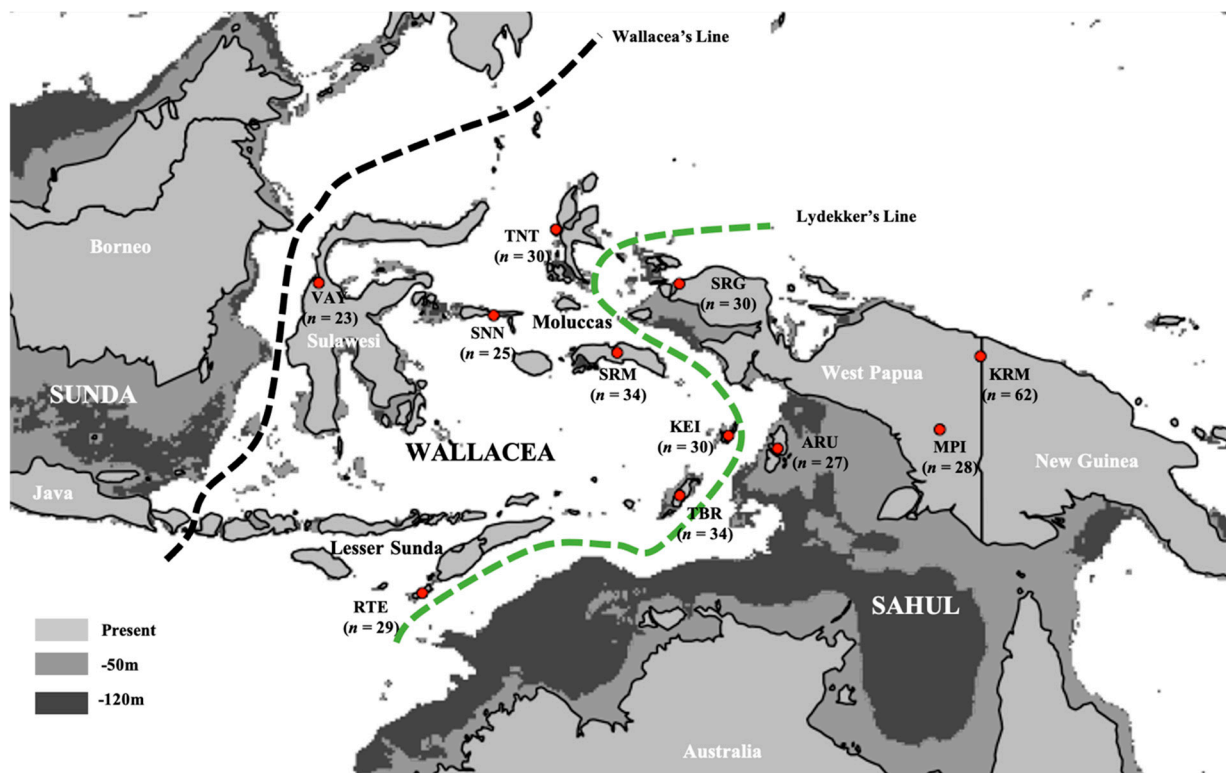 Wallacea's Line
Lydekker's Line
Borneo
TNT
(n = 30)
SRG
(n = 30)
VAY
(n = 23)
Sulawesi
SNN
(n = 25)
Moluccas
SRM
(n = 34)
West Papua
KRM
(n = 62)
SUNDA
KEI
(n = 30)
ARU
(n = 27)
MPI
(n = 28)
WALLACEA
New Guinea
Java
TBR
(n = 34)
Lesser Sunda
RTE
(n = 29)
SAHUL
Present
-50m
-120m
Australia